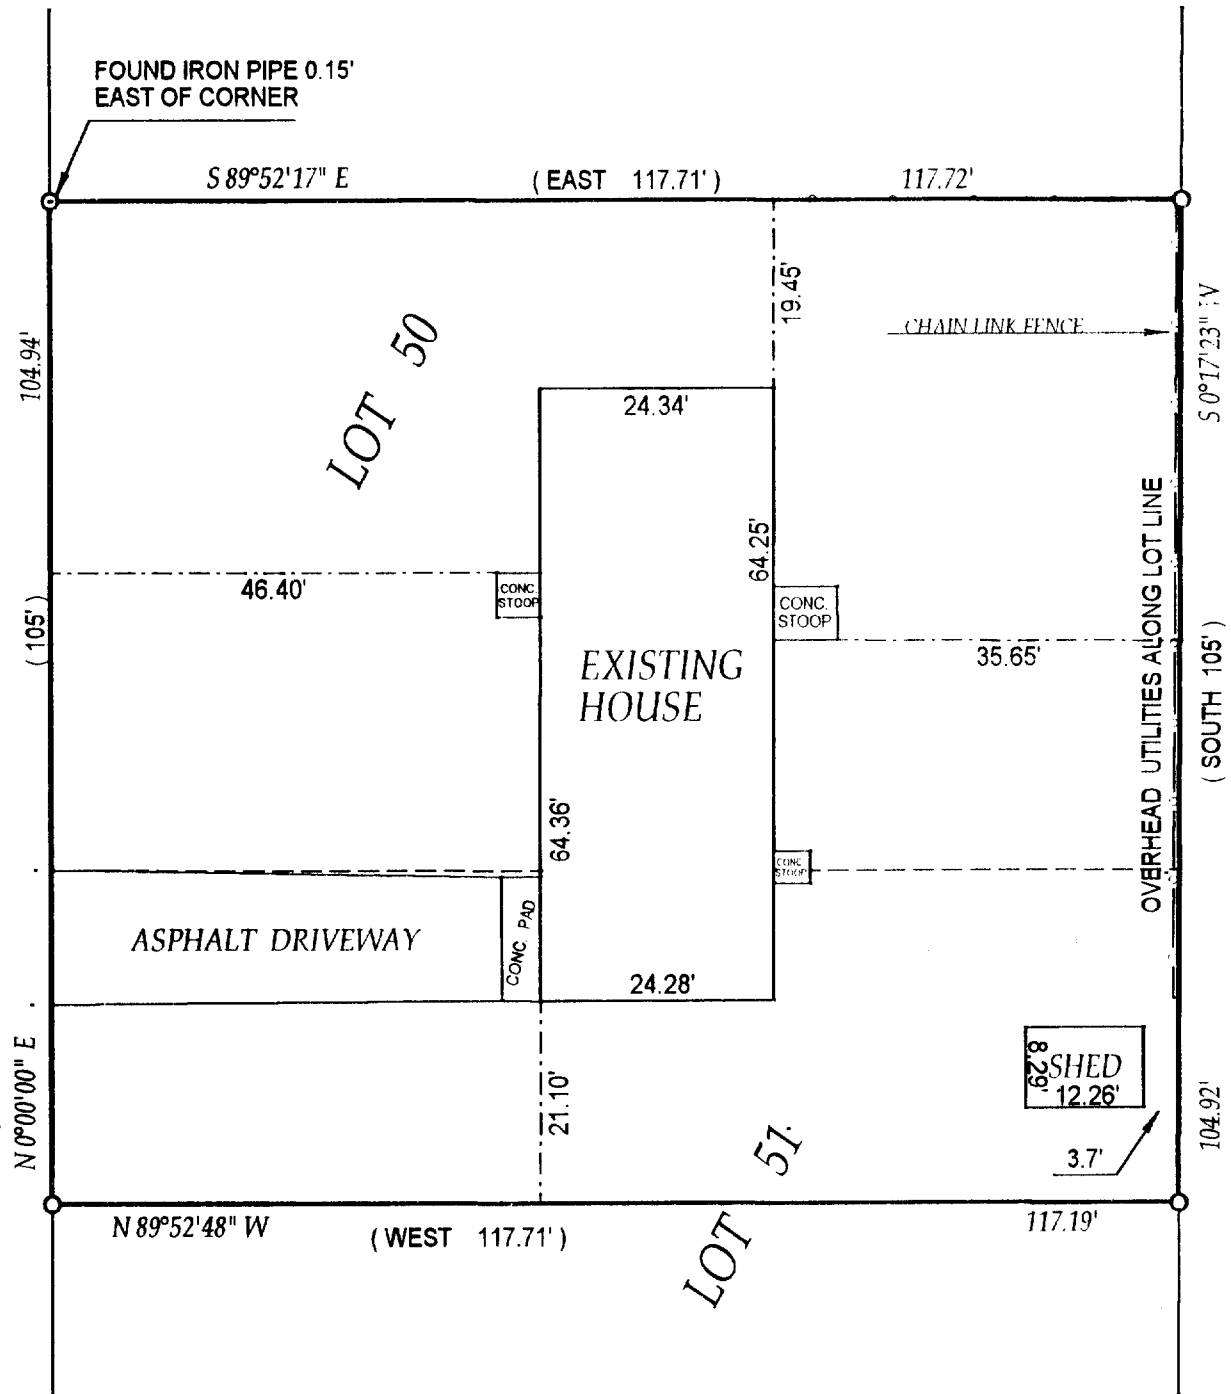 FOUND IRON PIPE 0.15'
EAST OF CORNER
S 89°52'17" E
( EAST 117.71' )
117.72'
19.45'
CHAIN LINK FENCE
S 0°17'23" W
104.94'
LOT 50
24.34'
64.25'
46.40'
CONC.
STOOP
CONC.
STOOP
( 105' )
35.65'
OVERHEAD UTILITIES ALONG LOT LINE
( SOUTH 105' )
EXISTING
HOUSE
64.36'
CONC
STOOP
ASPHALT DRIVEWAY
CONC. PAD
24.28'
N 0°00'00" E
21.10'
8.29'
SHED
12.26'
3.7'
104.92'
LOT 51
N 89°52'48" W
( WEST 117.71' )
117.19'